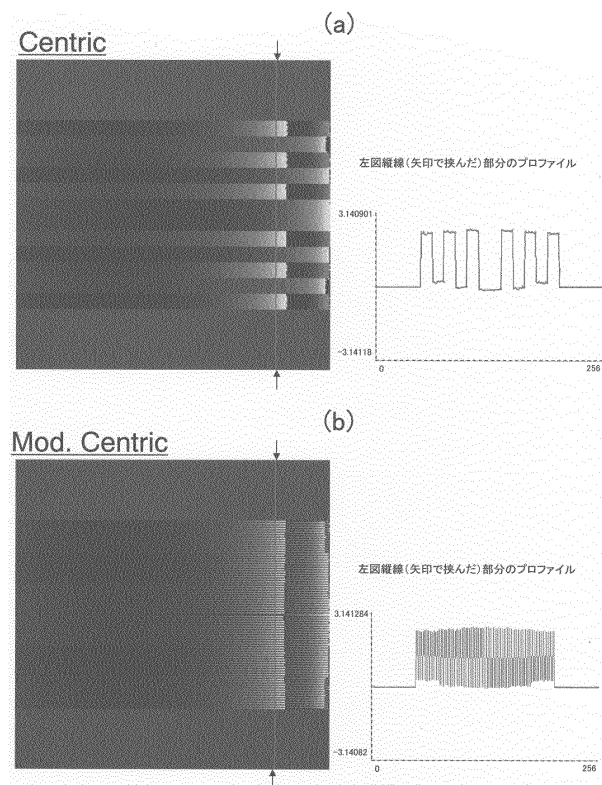 (a)
Centric
左図縦線(矢印で挟んだ)部分のプロファイル
3.140901
-3.14118
0
256
(b)
Mod. Centric
左図縦線(矢印で挟んだ)部分のプロファイル
3.141284
-3.14082
0
256